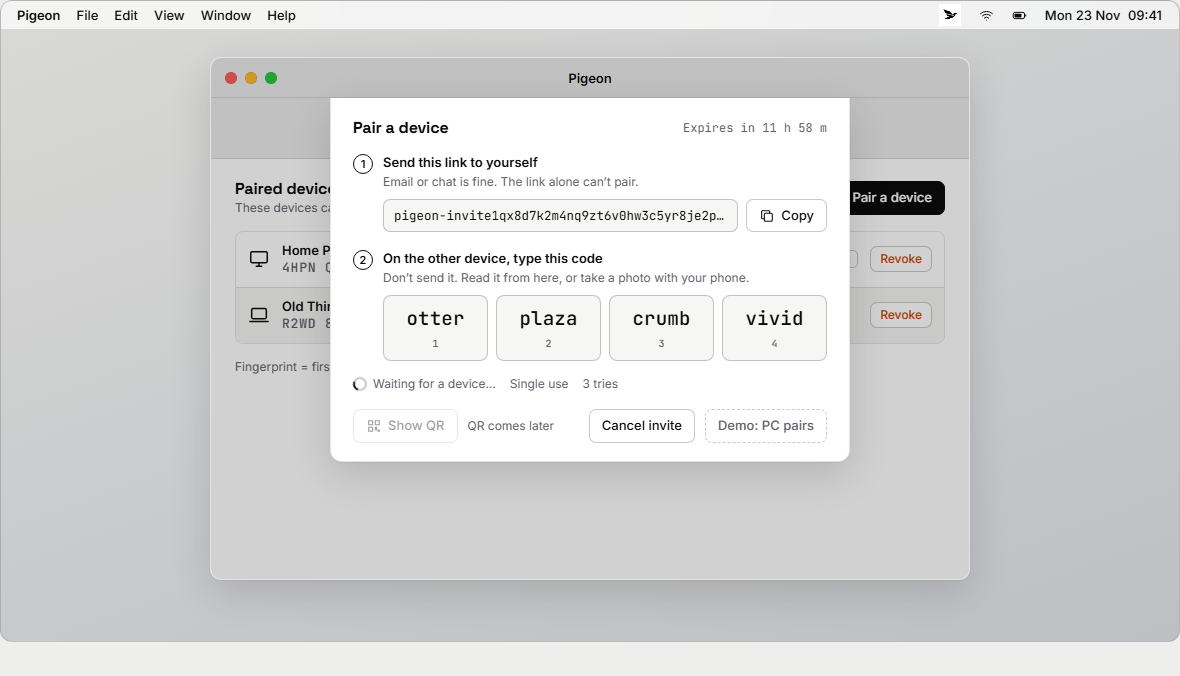 Pigeon File Edit View Window Help Mon 23 Nov 09:41
Pigeon
Pair a device Expires in 11 h 58 m
1 Send this link to yourself
Email or chat is fine. The link alone can’t pair.
pigeon-invite1qx8d7k2m4nq9zt6v0hw3c5yr8je2p… Copy
2 On the other device, type this code
Don’t send it. Read it from here, or take a photo with your phone.
otter plaza crumb vivid
1 2 3 4
Waiting for a device… Single use 3 tries
Show QR QR comes later Cancel invite Demo: PC pairs
Paired device
These devices
Pair a device
Home
4HPN
Revoke
Old
R2WD
Revoke
Fingerprint =